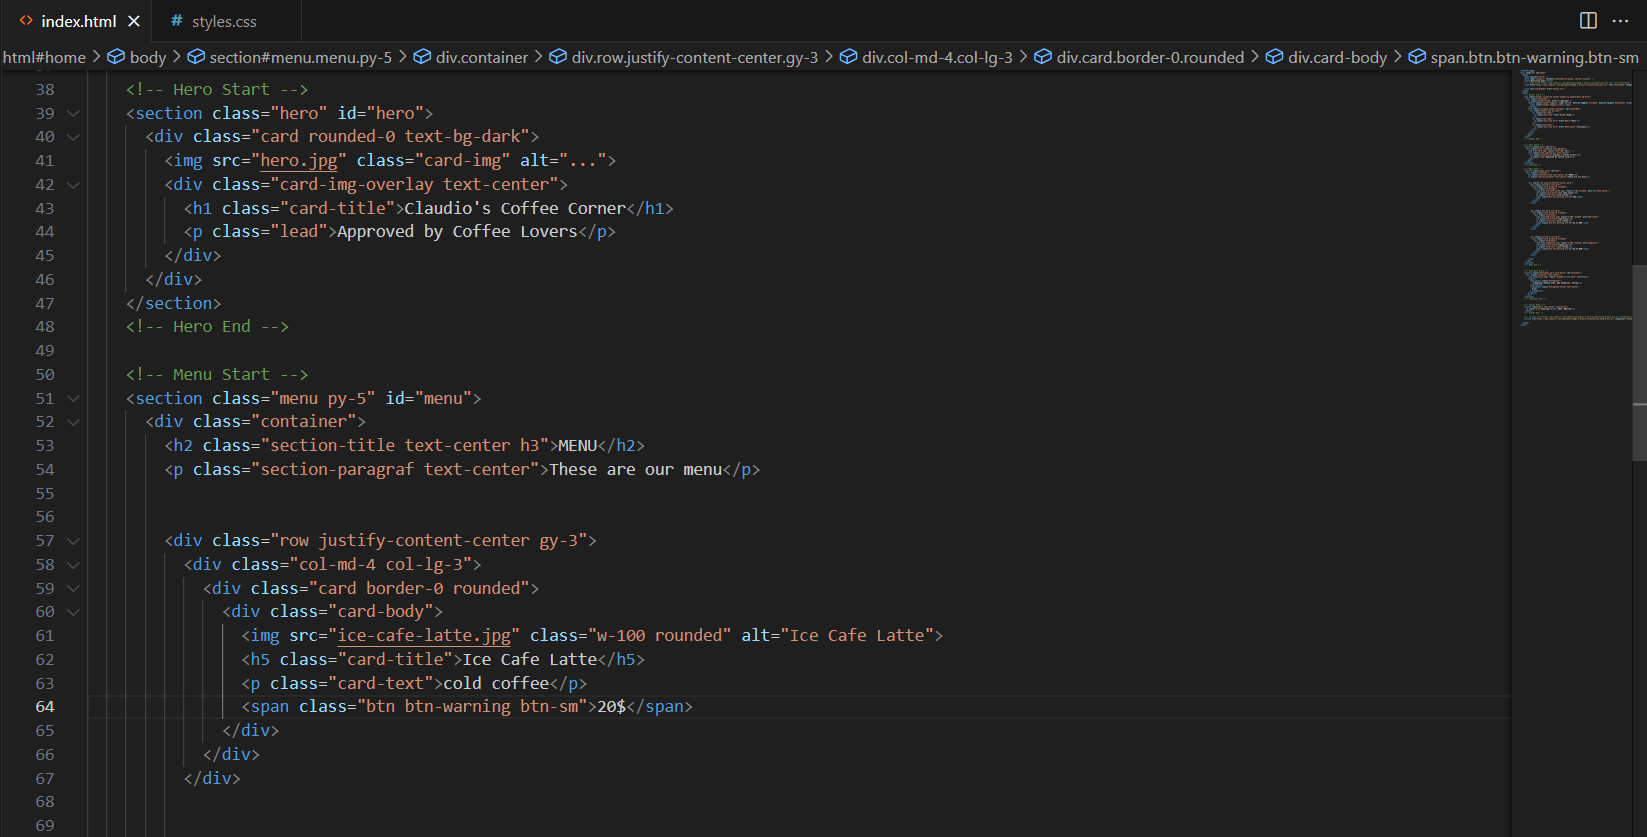 index.html
# styles.css
html#home > body > section#menu.menu.py-5 > div.container > div.row.justify-content-center.gy-3 > div.col-md-4.col-lg-3 > div.card.border-0.rounded > div.card-body > span.btn.btn-warning.btn-sm
38 <!-- Hero Start -->
39 <section class="hero" id="hero">
40 <div class="card rounded-0 text-bg-dark">
41 <img src="hero.jpg" class="card-img" alt="...">
42 <div class="card-img-overlay text-center">
43 <h1 class="card-title">Claudio's Coffee Corner</h1>
44 <p class="lead">Approved by Coffee Lovers</p>
45 </div>
46 </div>
47 </section>
48 <!-- Hero End -->
49
50 <!-- Menu Start -->
51 <section class="menu py-5" id="menu">
52 <div class="container">
53 <h2 class="section-title text-center h3">MENU</h2>
54 <p class="section-paragraf text-center">These are our menu</p>
55
56
57 <div class="row justify-content-center gy-3">
58 <div class="col-md-4 col-lg-3">
59 <div class="card border-0 rounded">
60 <div class="card-body">
61 <img src="ice-cafe-latte.jpg" class="w-100 rounded" alt="Ice Cafe Latte">
62 <h5 class="card-title">Ice Cafe Latte</h5>
63 <p class="card-text">cold coffee</p>
64 <span class="btn btn-warning btn-sm">20$</span>
65 </div>
66 </div>
67 </div>
68
69